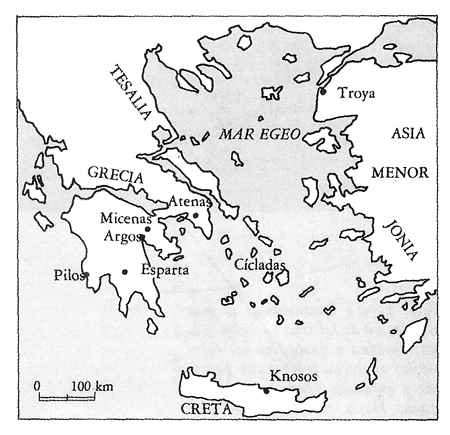 TESALIA
Troya
MAR EGEO
ASIA
MENOR
GRECIA
Atenas
Micenas
Argos
JONIA
Cícladas
Pilos
Esparta
Knosos
0 100 km
CRETA